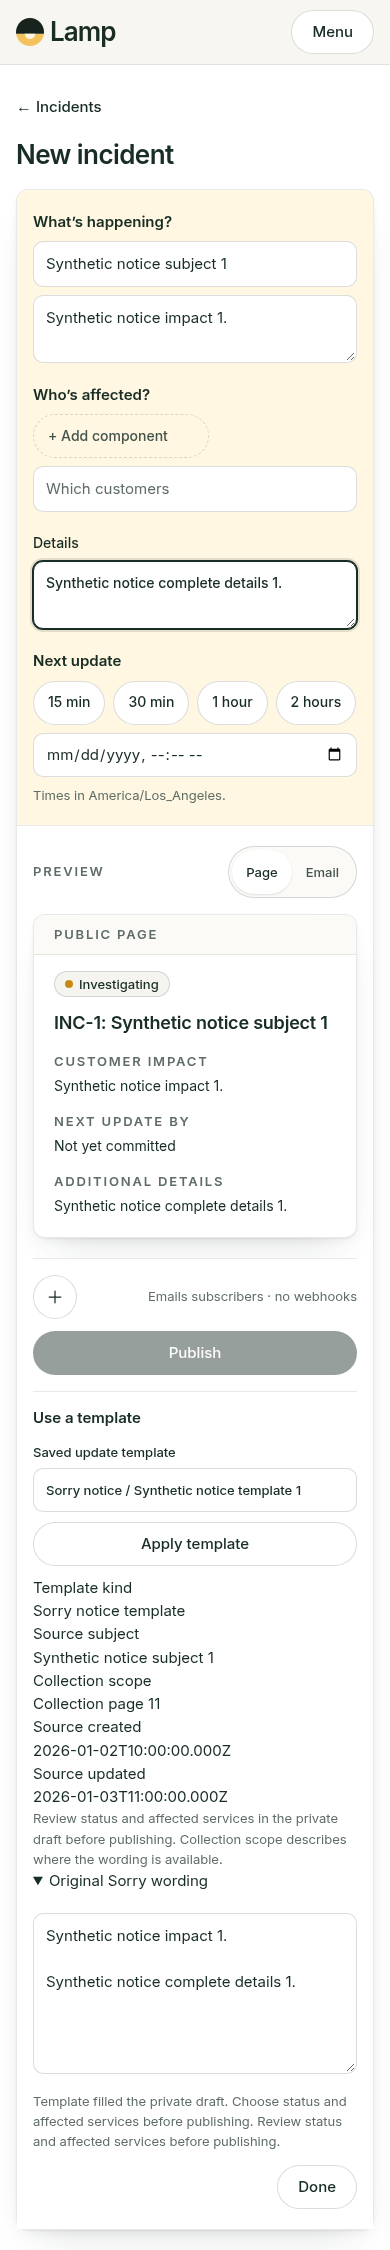 Lamp
Menu
← Incidents
New incident
What’s happening?
Synthetic notice subject 1
Synthetic notice impact 1.
Who’s affected?
+ Add component
Which customers
Details
Synthetic notice complete details 1.
Next update
15 min 30 min 1 hour 2 hours
mm/dd/yyyy, --:-- --
Times in America/Los_Angeles.
PREVIEW
Page Email
PUBLIC PAGE
Investigating
INC-1: Synthetic notice subject 1
CUSTOMER IMPACT
Synthetic notice impact 1.
NEXT UPDATE BY
Not yet committed
ADDITIONAL DETAILS
Synthetic notice complete details 1.
+
Emails subscribers · no webhooks
Publish
Use a template
Saved update template
Sorry notice / Synthetic notice template 1
Apply template
Template kind
Sorry notice template
Source subject
Synthetic notice subject 1
Collection scope
Collection page 11
Source created
2026-01-02T10:00:00.000Z
Source updated
2026-01-03T11:00:00.000Z
Review status and affected services in the private
draft before publishing. Collection scope describes
where the wording is available.
▼ Original Sorry wording
Synthetic notice impact 1.
Synthetic notice complete details 1.
Template filled the private draft. Choose status and
affected services before publishing. Review status
and affected services before publishing.
Done